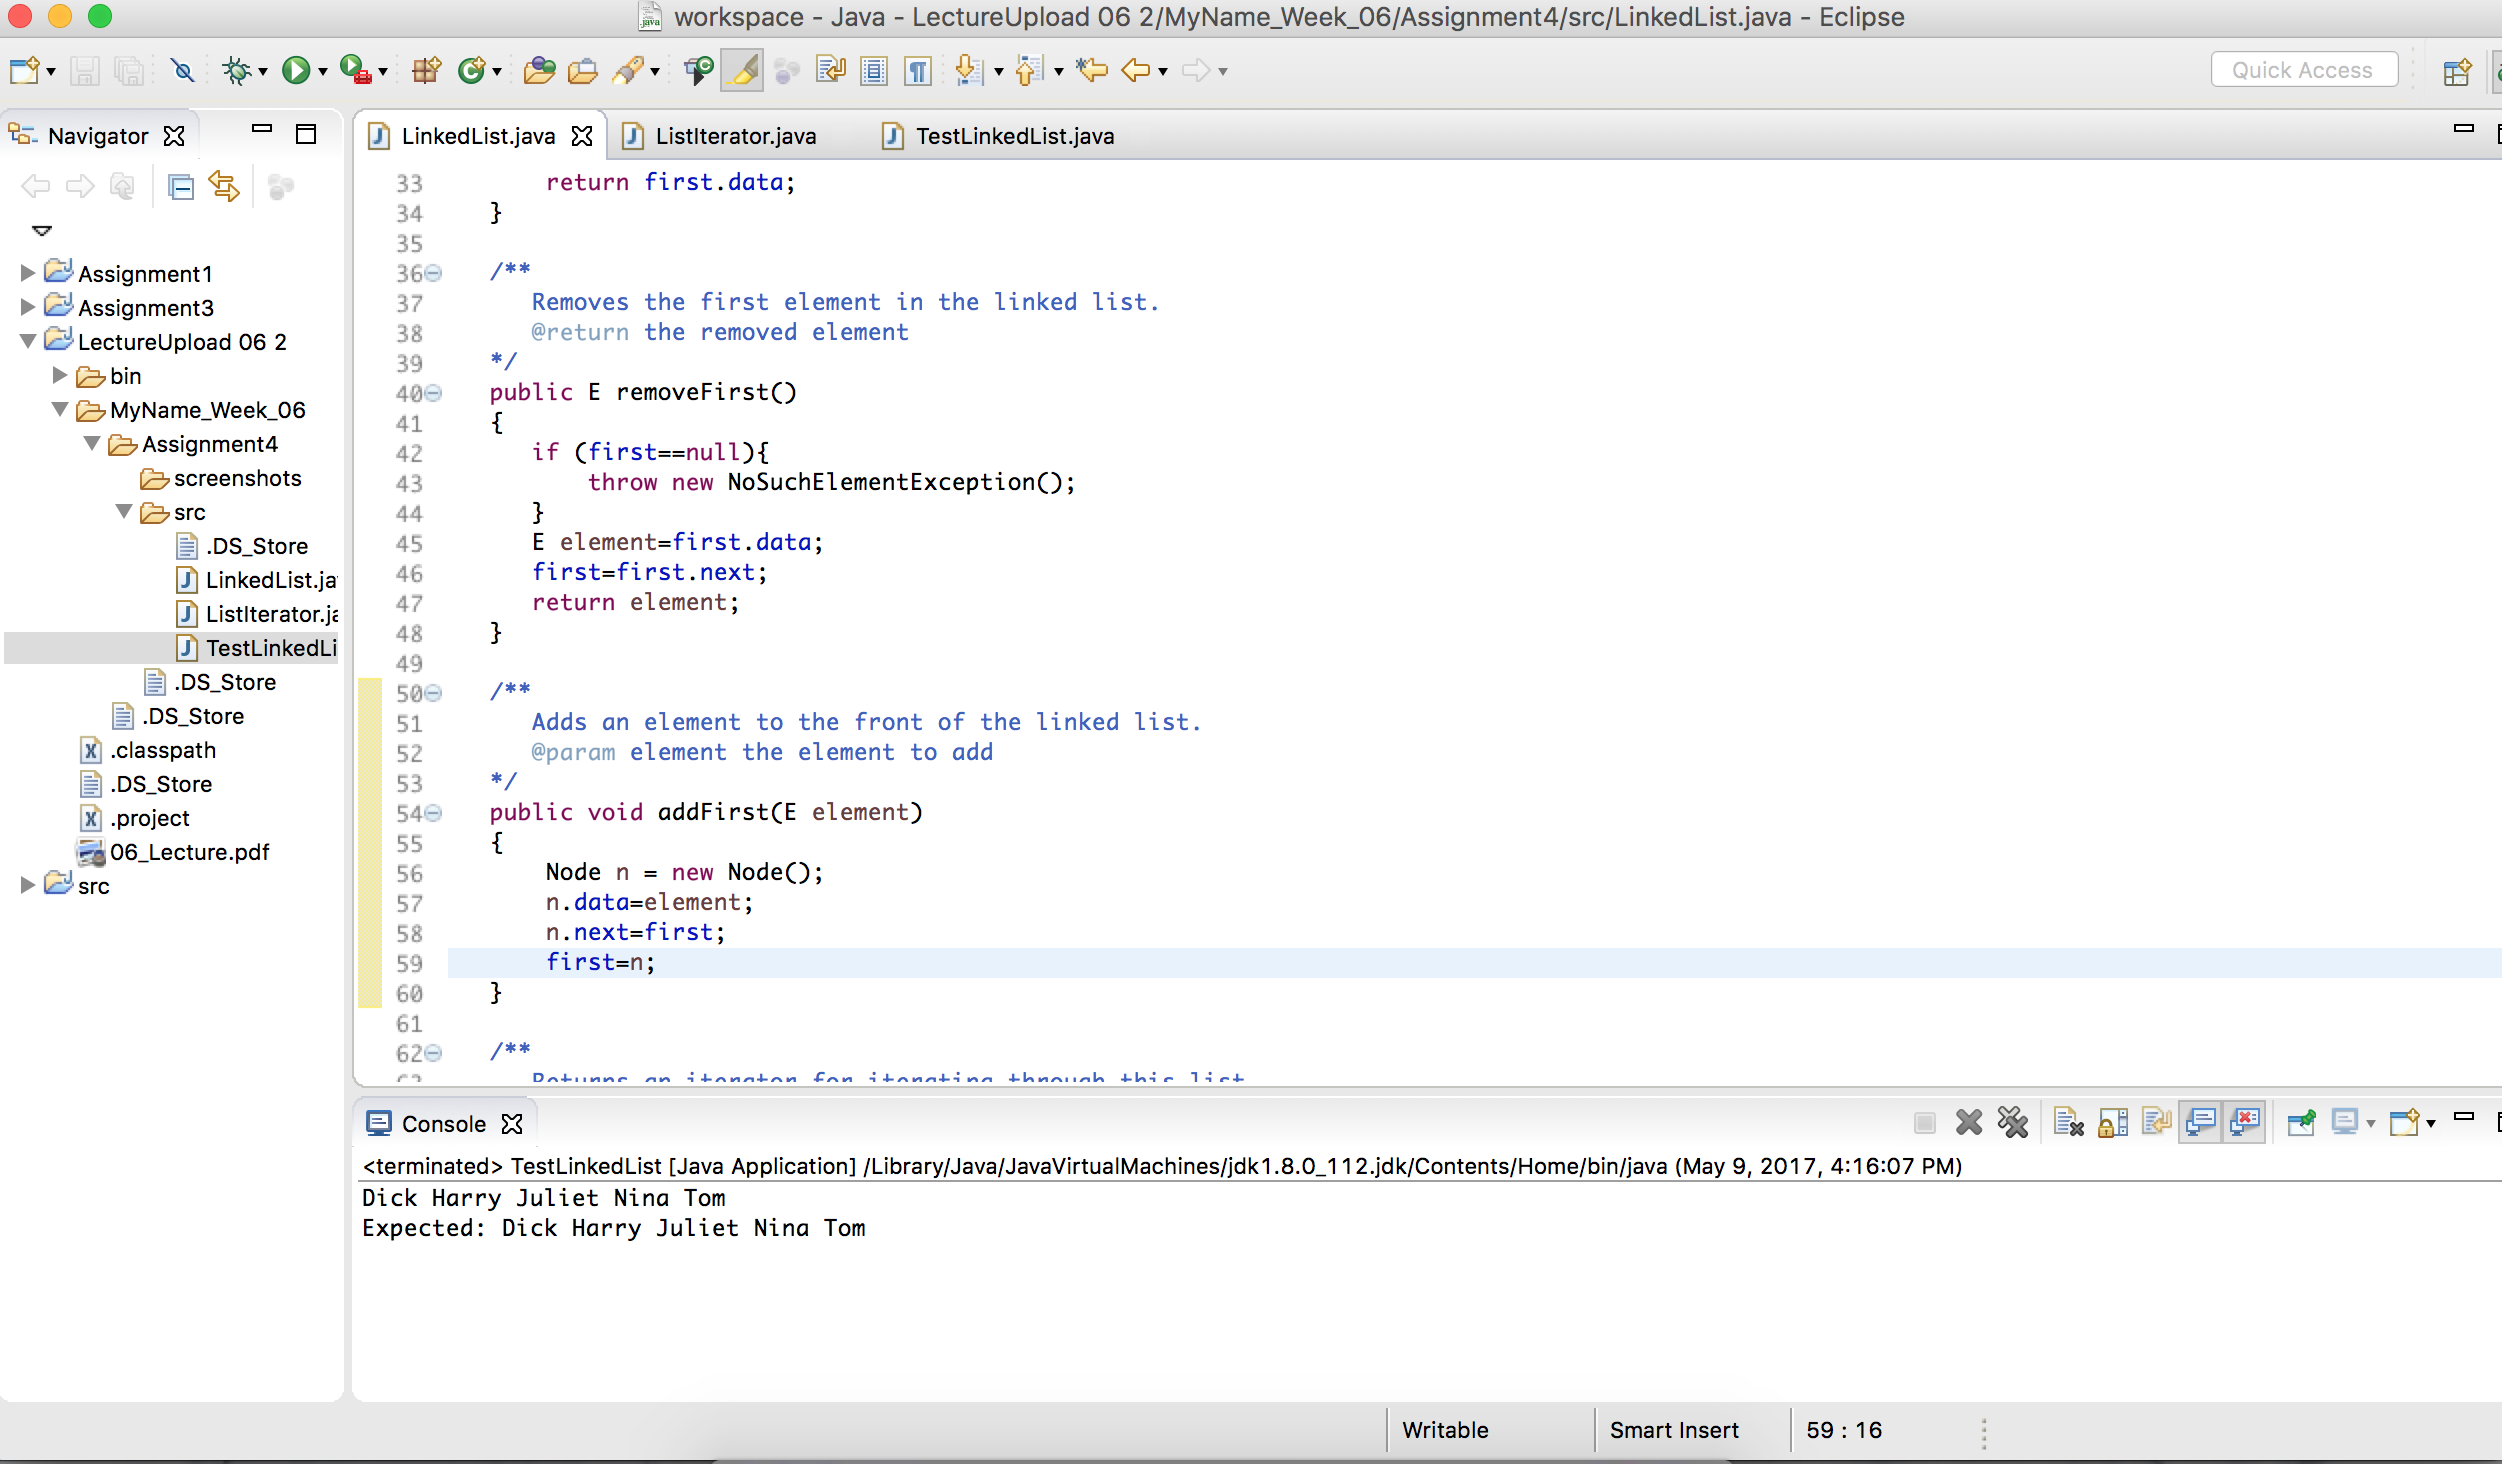 workspace - Java - LectureUpload 06 2/MyName_Week_06/Assignment4/src/LinkedList.java - Eclipse
Quick Access
Navigator
Assignment1
Assignment3
LectureUpload 06 2
bin
MyName_Week_06
Assignment4
screenshots
src
.DS_Store
LinkedList.ja
ListIterator.ja
TestLinkedLi
.DS_Store
.DS_Store
.classpath
.DS_Store
.project
06_Lecture.pdf
src
LinkedList.java ListIterator.java TestLinkedList.java
33 return first.data;
34 }
35
36 /**
37 Removes the first element in the linked list.
38 @return the removed element
39 */
40 public E removeFirst()
41 {
42 if (first==null){
43 throw new NoSuchElementException();
44 }
45 E element=first.data;
46 first=first.next;
47 return element;
48 }
49
50 /**
51 Adds an element to the front of the linked list.
52 @param element the element to add
53 */
54 public void addFirst(E element)
55 {
56 Node n = new Node();
57 n.data=element;
58 n.next=first;
59 first=n;
60 }
61
62 /**
63 Returns an iterator for iterating through this list
Console
<terminated> TestLinkedList [Java Application] /Library/Java/JavaVirtualMachines/jdk1.8.0_112.jdk/Contents/Home/bin/java (May 9, 2017, 4:16:07 PM)
Dick Harry Juliet Nina Tom
Expected: Dick Harry Juliet Nina Tom
Writable Smart Insert 59 : 16